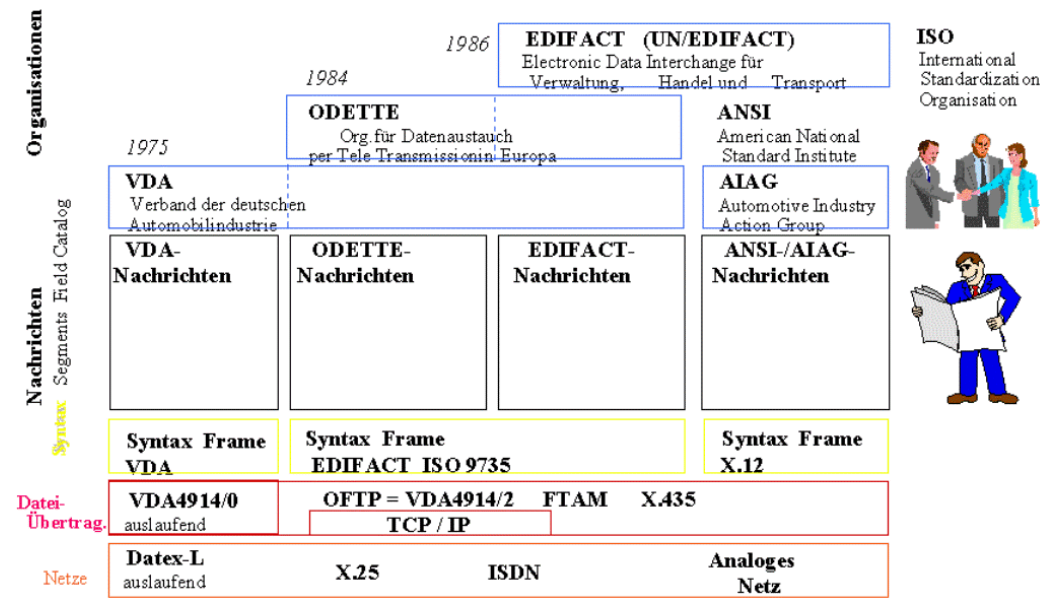 Organisationen
1986
EDIFACT (UN/EDIFACT)
Electronic Data Interchange für
Verwaltung, Handel und Transport
ISO
International
Standardization
Organisation
1984
ODETTE
Org.für Datenaustauch
per Tele Transmissionin Europa
ANSI
American National
Standard Institute
1975
VDA
Verband der deutschen
Automobilindustrie
AIAG
Automotive Industry
Action Group
Nachrichten
Segments Field Catalog
VDA-
Nachrichten
ODETTE-
Nachrichten
EDIFACT-
Nachrichten
ANSI-/AIAG-
Nachrichten
Syntax
Syntax Frame
VDA
Syntax Frame
EDIFACT ISO 9735
Syntax Frame
X.12
Datei-
Übertrag.
VDA4914/0
auslaufend
OFTP = VDA4914/2 FTAM X.435
TCP / IP
Netze
Datex-L
auslaufend
X.25
ISDN
Analoges
Netz